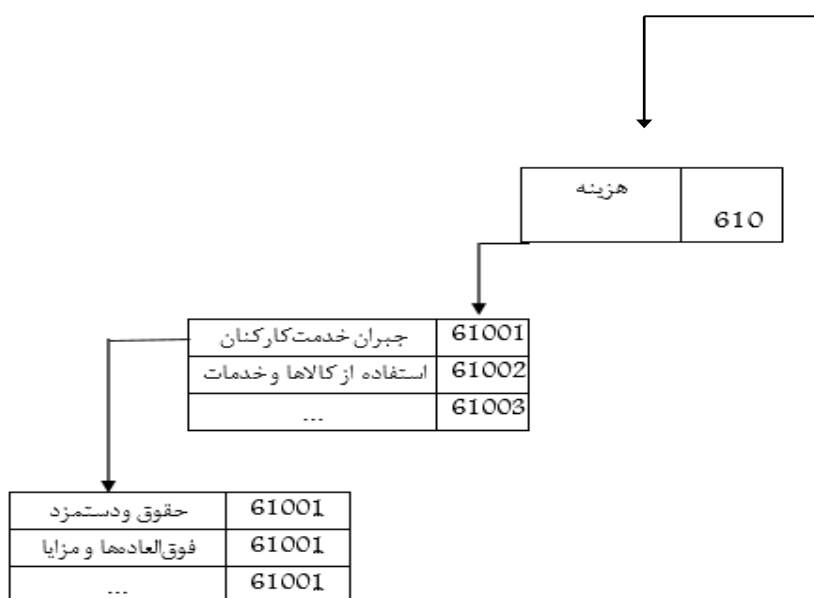 هزینه 610
جبران خدمت‌کارکنان 61001
استفاده از کالاها و خدمات 61002
... 61003
حقوق ودستمزد 61001
فوق‌العاده‌ها و مزایا 61001
... 61001